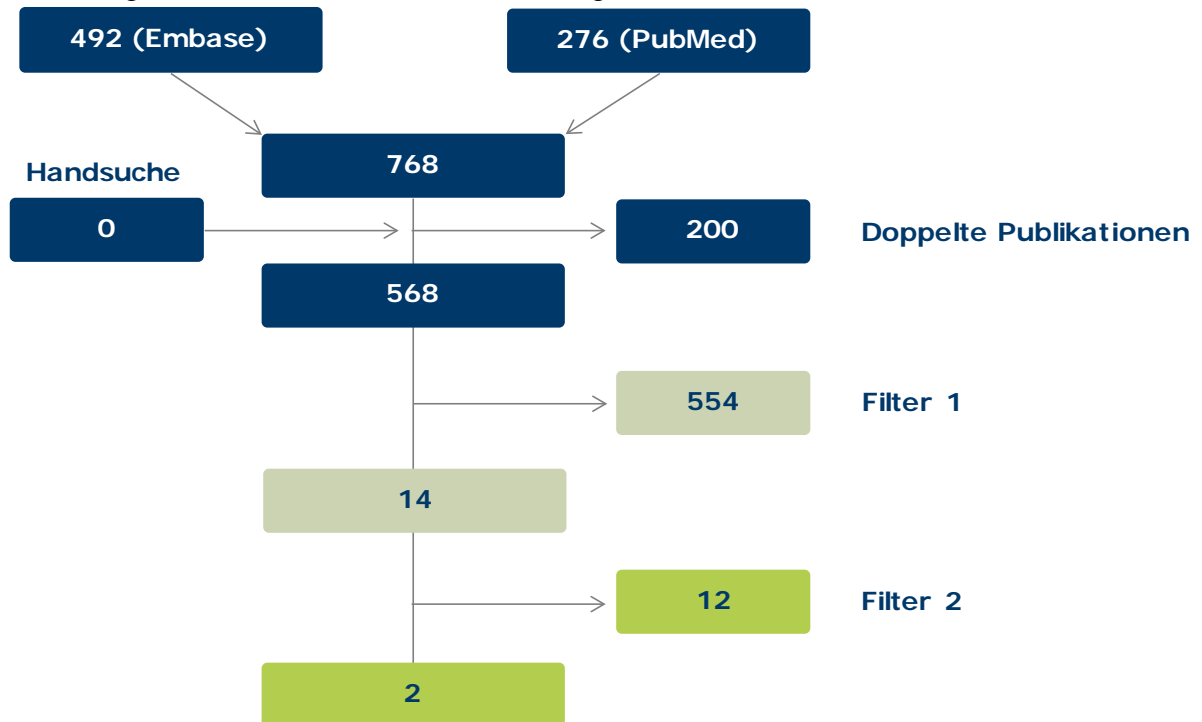 492 (Embase)
276 (PubMed)
768
Handsuche
0
200
Doppelte Publikationen
568
554
Filter 1
14
12
Filter 2
2